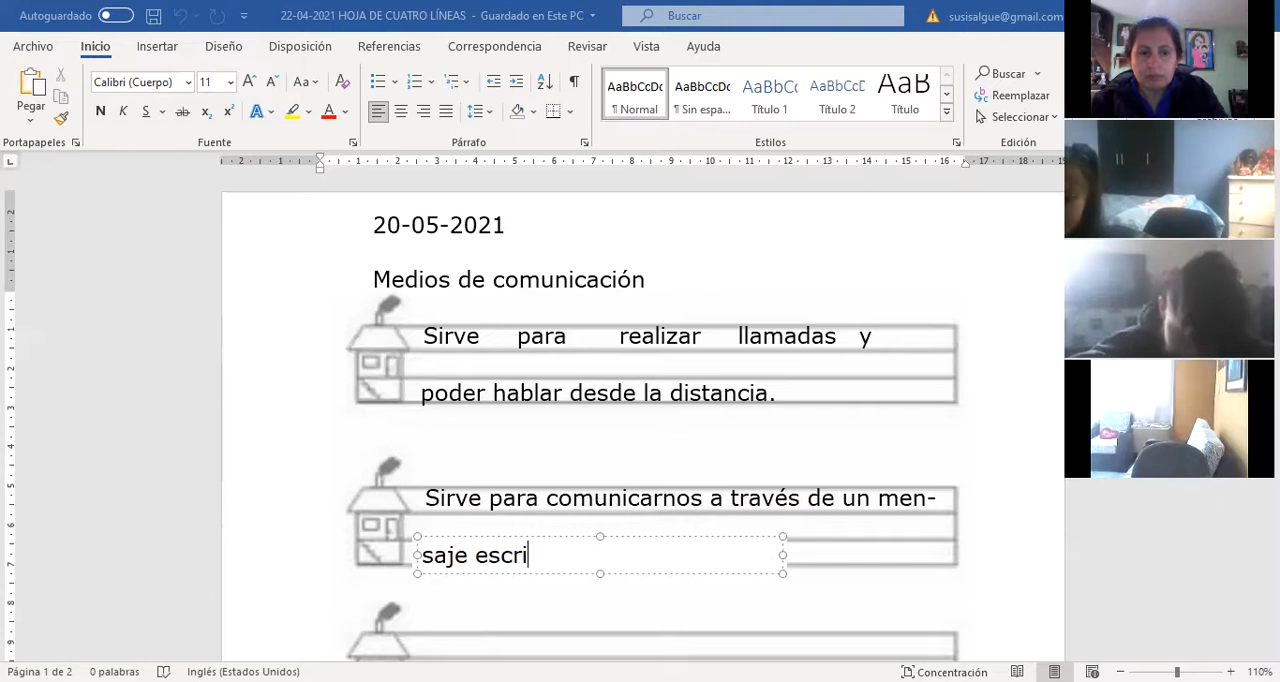 Autoguardado
22-04-2021 HOJA DE CUATRO LÍNEAS - Guardado en Este PC
Buscar
susisalgue@gmail.com
Archivo Inicio Insertar Diseño Disposición Referencias Correspondencia Revisar Vista Ayuda
Pegar
Calibri (Cuerpo) 11
N K S ab x₂ x²
AaBbCcDc AaBbCcDc AaBbCc AaBbCcD AaB
¶ Normal ¶ Sin espa... Título 1 Título 2 Título
Buscar
Reemplazar
Seleccionar
Portapapeles Fuente Párrafo Estilos Edición
20-05-2021
Medios de comunicación
Sirve para realizar llamadas y
poder hablar desde la distancia.
Sirve para comunicarnos a través de un men-
saje escri
Página 1 de 2 0 palabras Inglés (Estados Unidos) Concentración 110%